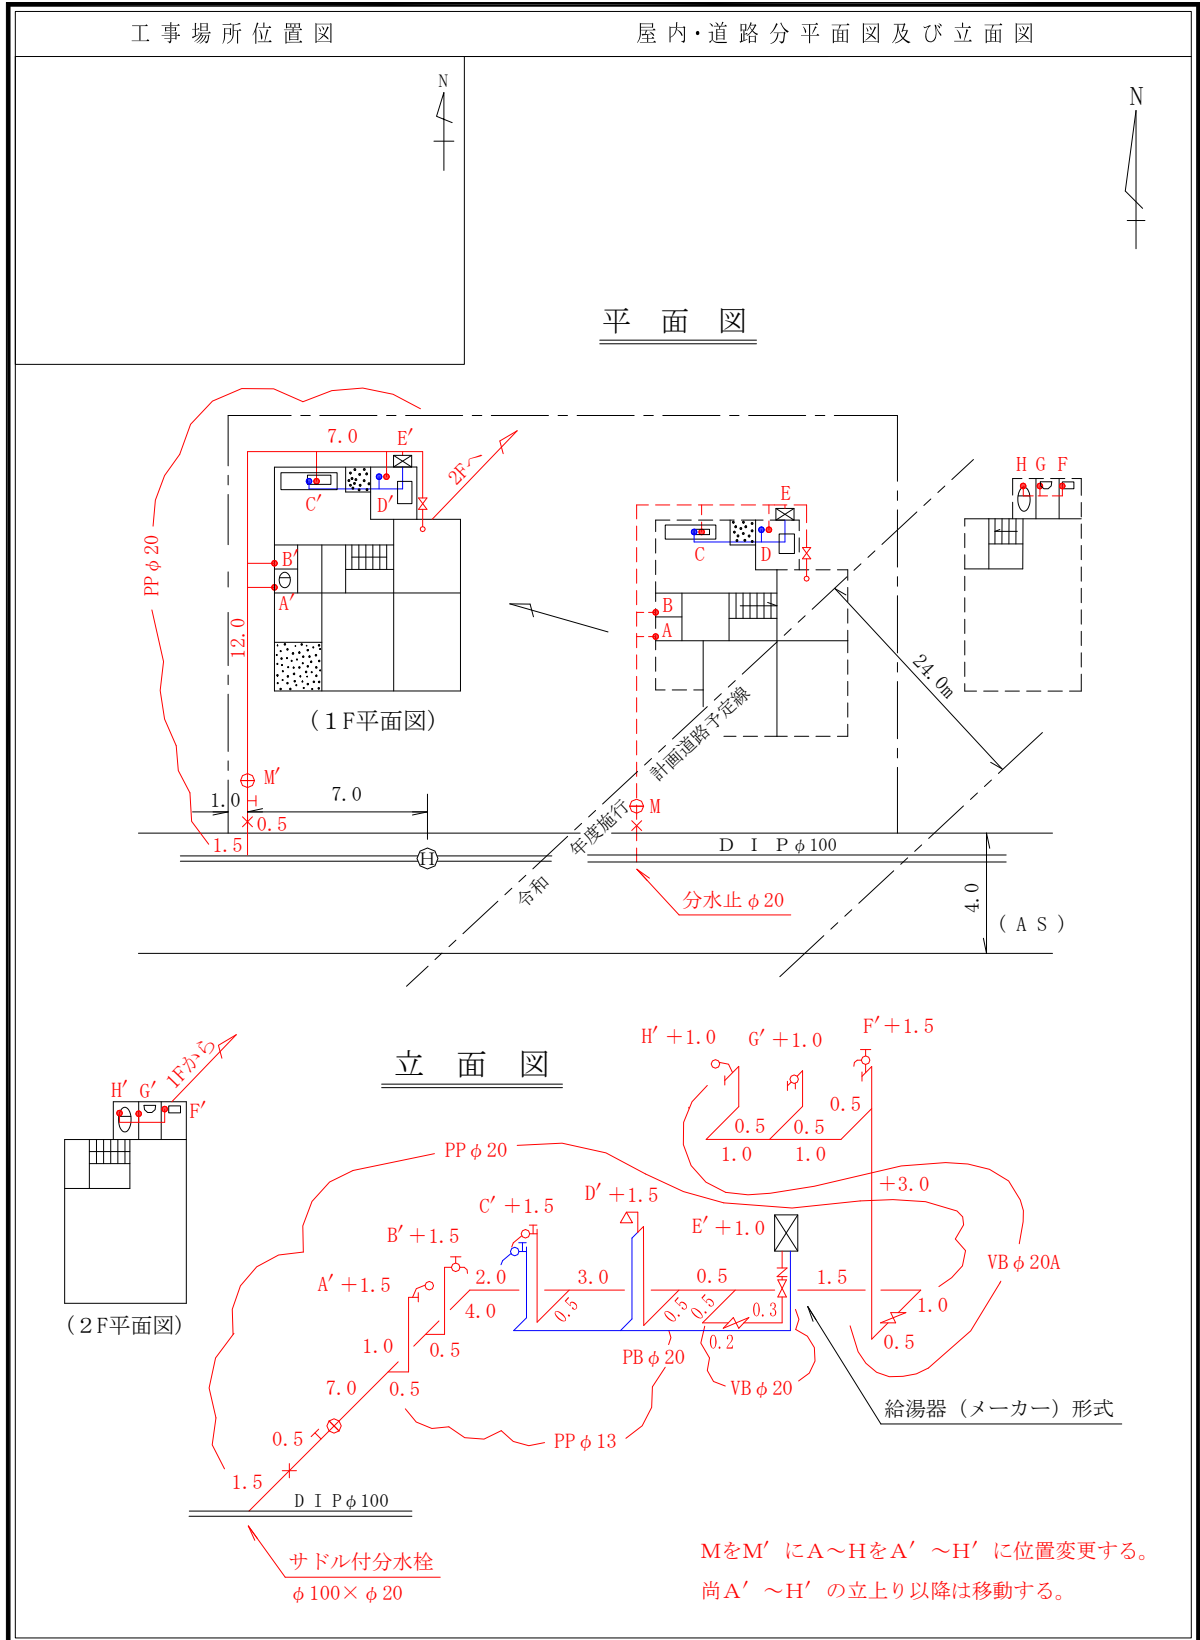 工事場所位置図
屋内・道路分平面図及び立面図
N
N
平面図
7.0
E′
2Fへ
C′
D′
PPφ20
B′
A′
12.0
(1F平面図)
M′
1.0
7.0
0.5
1.5
H
E
C
D
B
A
M
H G F
24.0m
計画道路予定線
令和 年度施行
DIPφ100
分水止φ20
4.0
(AS)
1Fから
立面図
H′ G′
F′
(2F平面図)
H′+1.0
G′+1.0
F′+1.5
0.5
0.5
0.5
1.0
1.0
+3.0
PPφ20
C′+1.5
D′+1.5
E′+1.0
B′+1.5
A′+1.5
VBφ20A
2.0
3.0
0.5
1.5
4.0
0.5
0.5
0.5
0.3
1.0
0.2
0.5
1.0
0.5
PBφ20
VBφ20
7.0
0.5
0.5
PPφ13
給湯器（メーカー）形式
1.5
DIPφ100
サドル付分水栓
φ100×φ20
MをM′にA～HをA′～H′に位置変更する。
尚A′～H′の立上り以降は移動する。